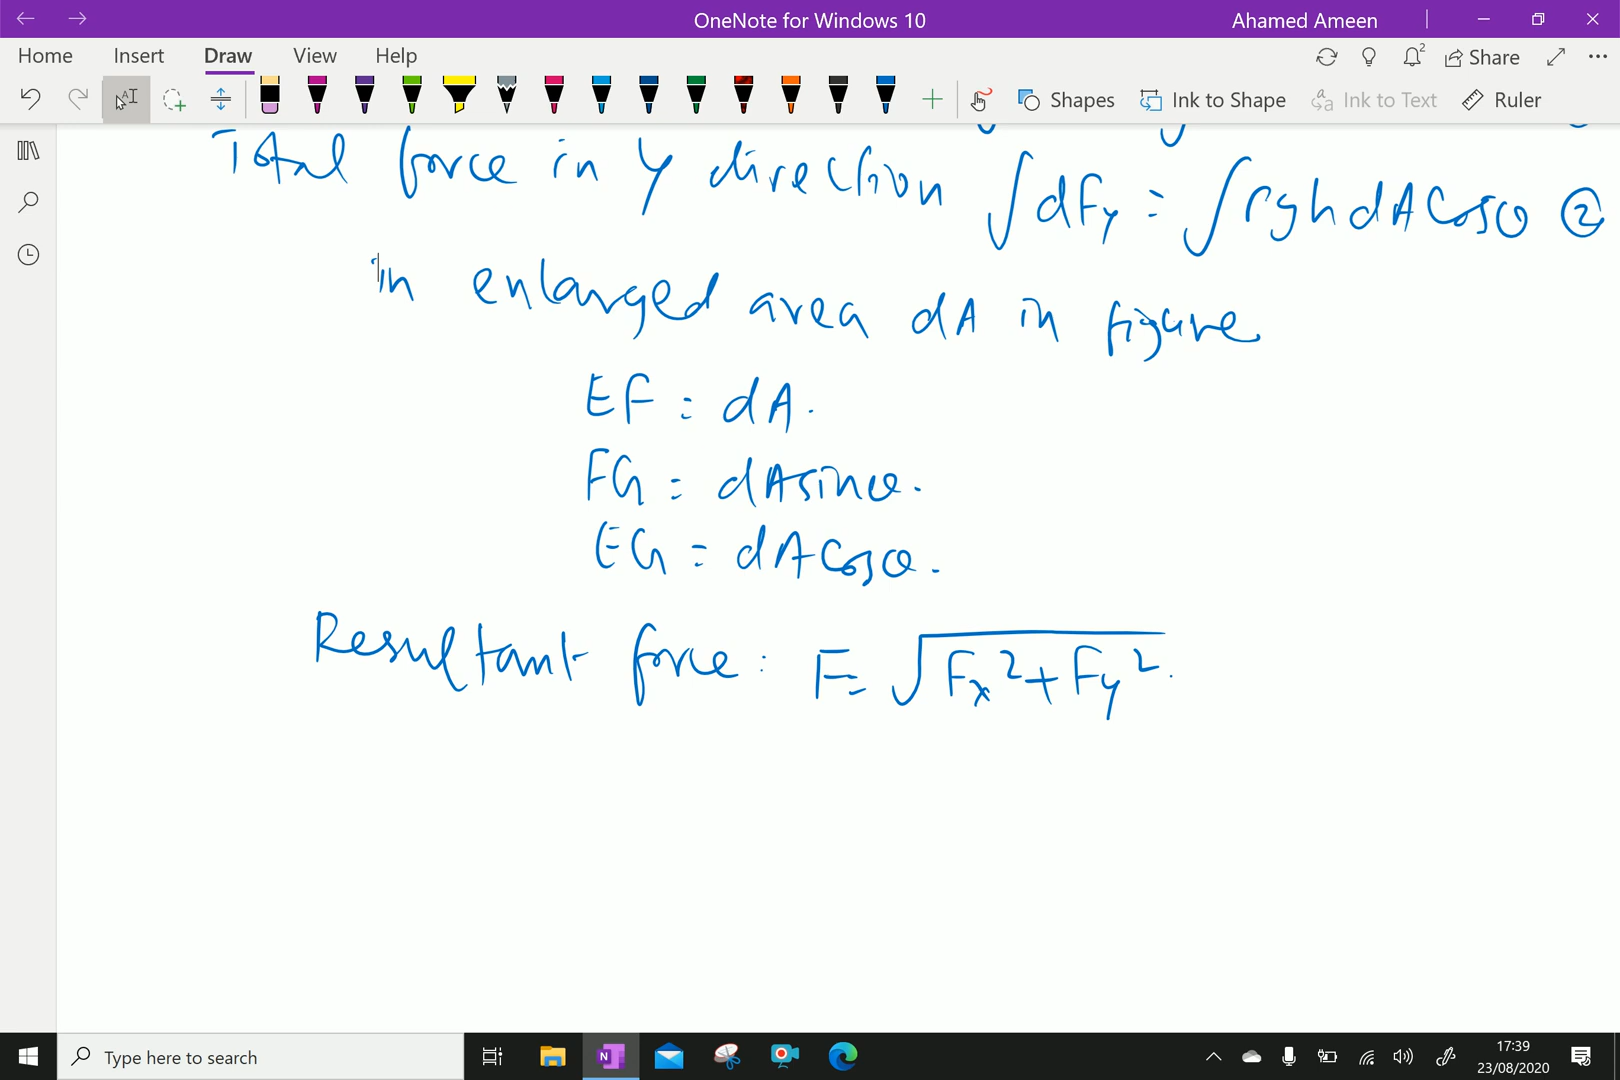 OneNote for Windows 10
Ahamed Ameen
Home Insert Draw View Help
2 Share
Shapes Ink to Shape Ink to Text Ruler
Total force in y direction ∫dFy = ∫ρghdACosθ ②
In enlarged area dA in figure
EF = dA.
FG = dAsinθ.
EG = dACosθ.
Resultant force: F = √Fx²+Fy².
Type here to search
17:39
23/08/2020